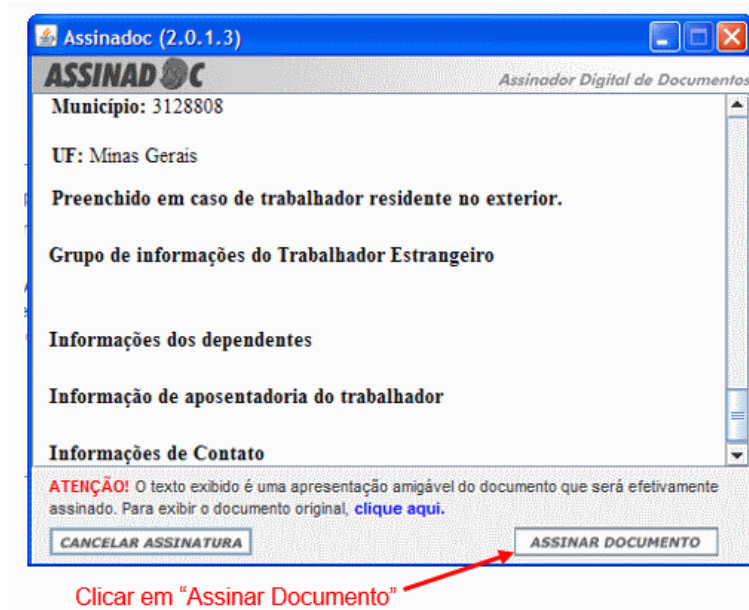 Assinadoc (2.0.1.3)
ASSINADOC
Assinador Digital de Documentos
Município: 3128808
UF: Minas Gerais
Preenchido em caso de trabalhador residente no exterior.
Grupo de informações do Trabalhador Estrangeiro
Informações dos dependentes
Informação de aposentadoria do trabalhador
Informações de Contato
ATENÇÃO! O texto exibido é uma apresentação amigável do documento que será efetivamente
assinado. Para exibir o documento original, clique aqui.
CANCELAR ASSINATURA
ASSINAR DOCUMENTO
Clicar em “Assinar Documento”